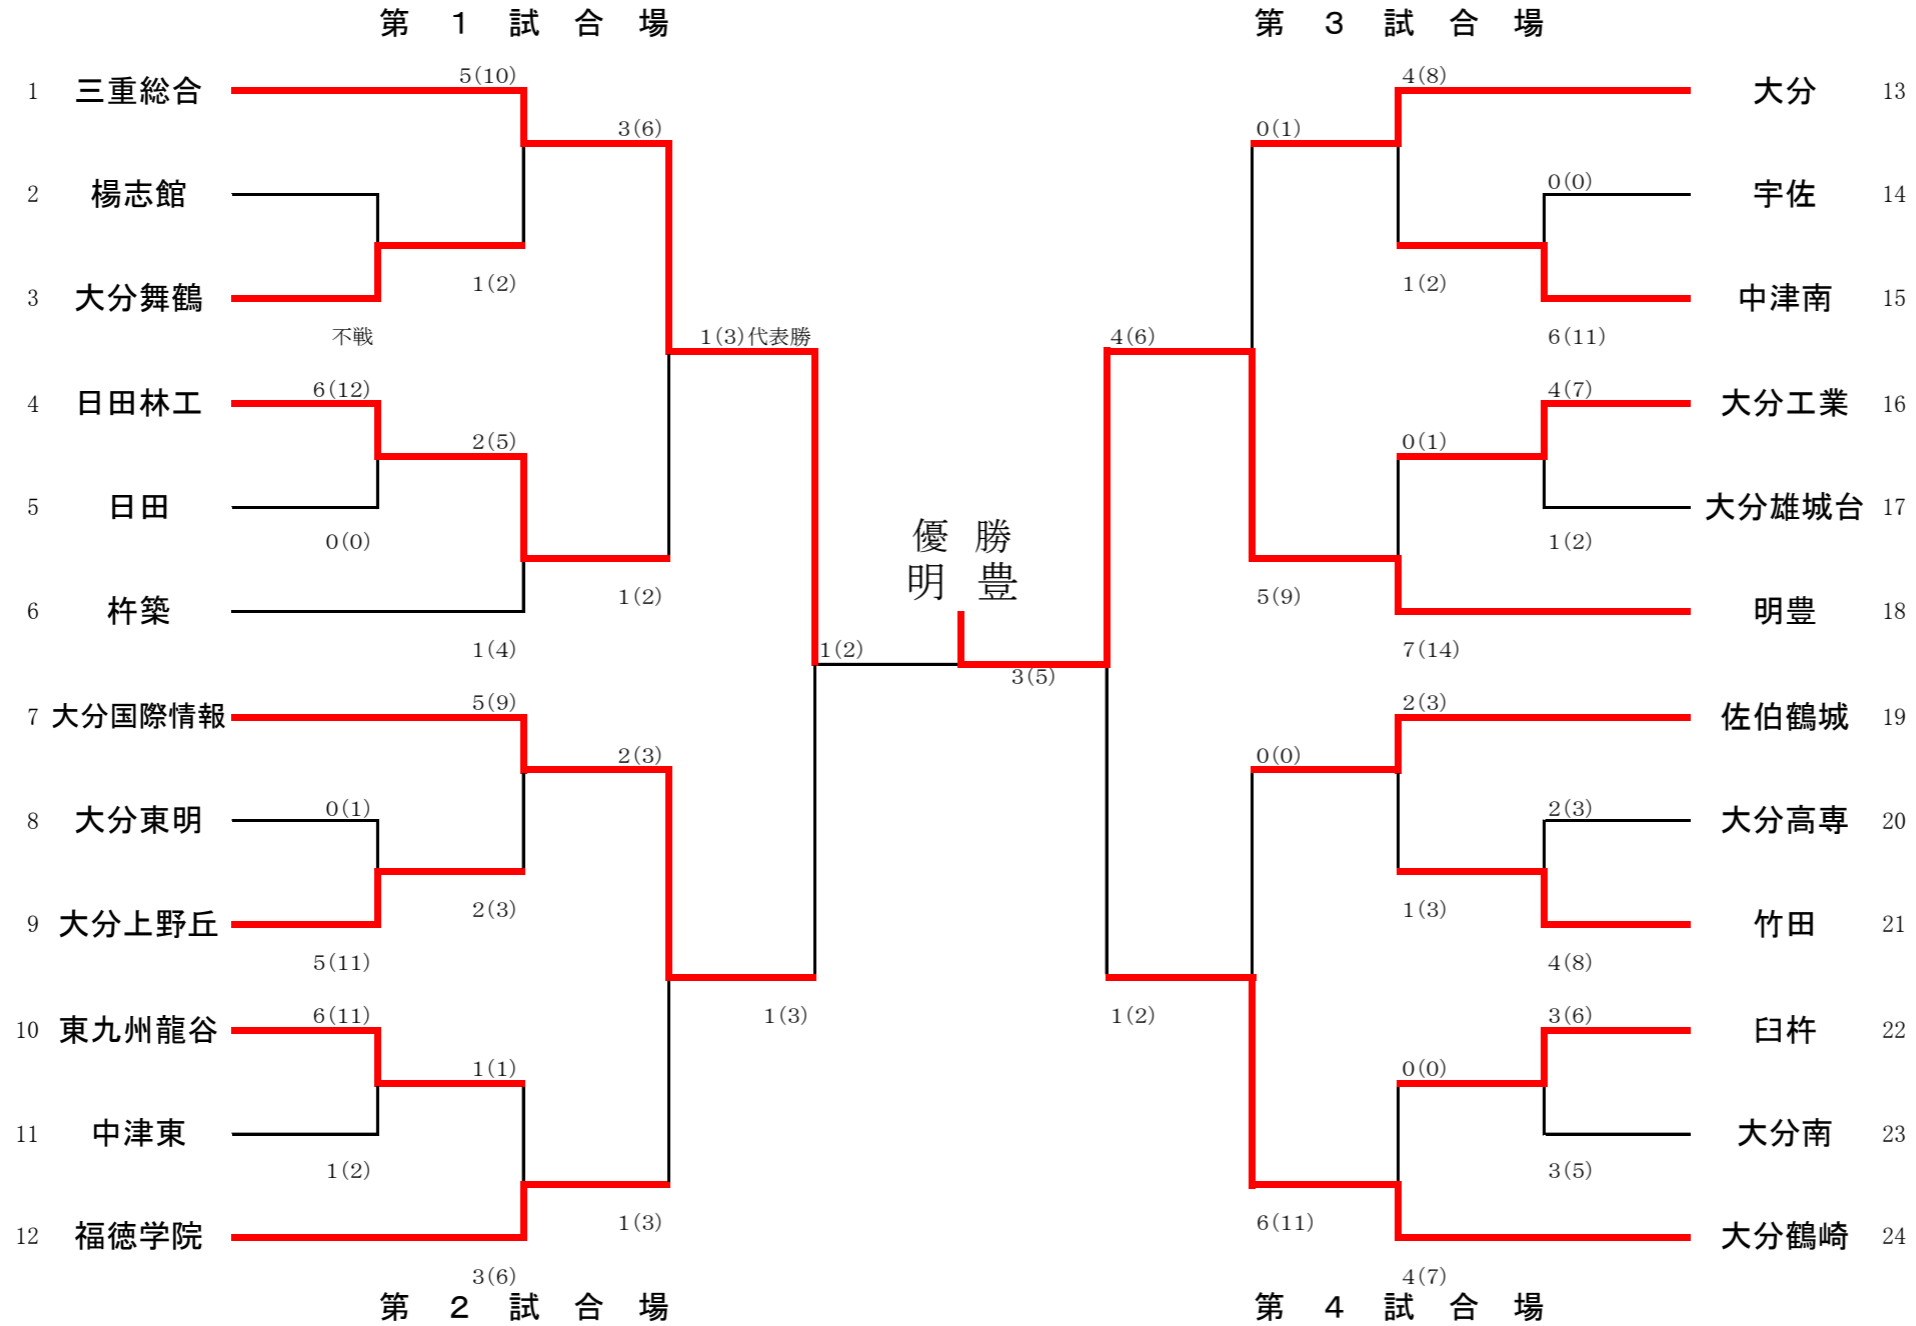 第 1 試 合 場
第 3 試 合 場
1 三重総合
5(10)
3(6)
2 楊志館
3 大分舞鶴
1(2)
不戦
1(3)代表勝
4 日田林工
6(12)
2(5)
5 日田
0(0)
6 杵築
1(2)
1(4)
7 大分国際情報
5(9)
2(3)
8 大分東明
0(1)
9 大分上野丘
2(3)
5(11)
10 東九州龍谷
6(11)
1(3)
1(1)
11 中津東
1(2)
12 福徳学院
1(3)
3(6)
優 勝
明 豊
1(2)
3(5)
4(8)
大分 13
0(1)
0(0)
宇佐 14
1(2)
中津南 15
4(6)
6(11)
4(7)
大分工業 16
0(1)
大分雄城台 17
1(2)
5(9)
明豊 18
7(14)
2(3)
佐伯鶴城 19
0(0)
2(3)
大分高専 20
1(3)
竹田 21
4(8)
1(2)
3(6)
臼杵 22
0(0)
大分南 23
3(5)
6(11)
大分鶴崎 24
4(7)
第 2 試 合 場
第 4 試 合 場